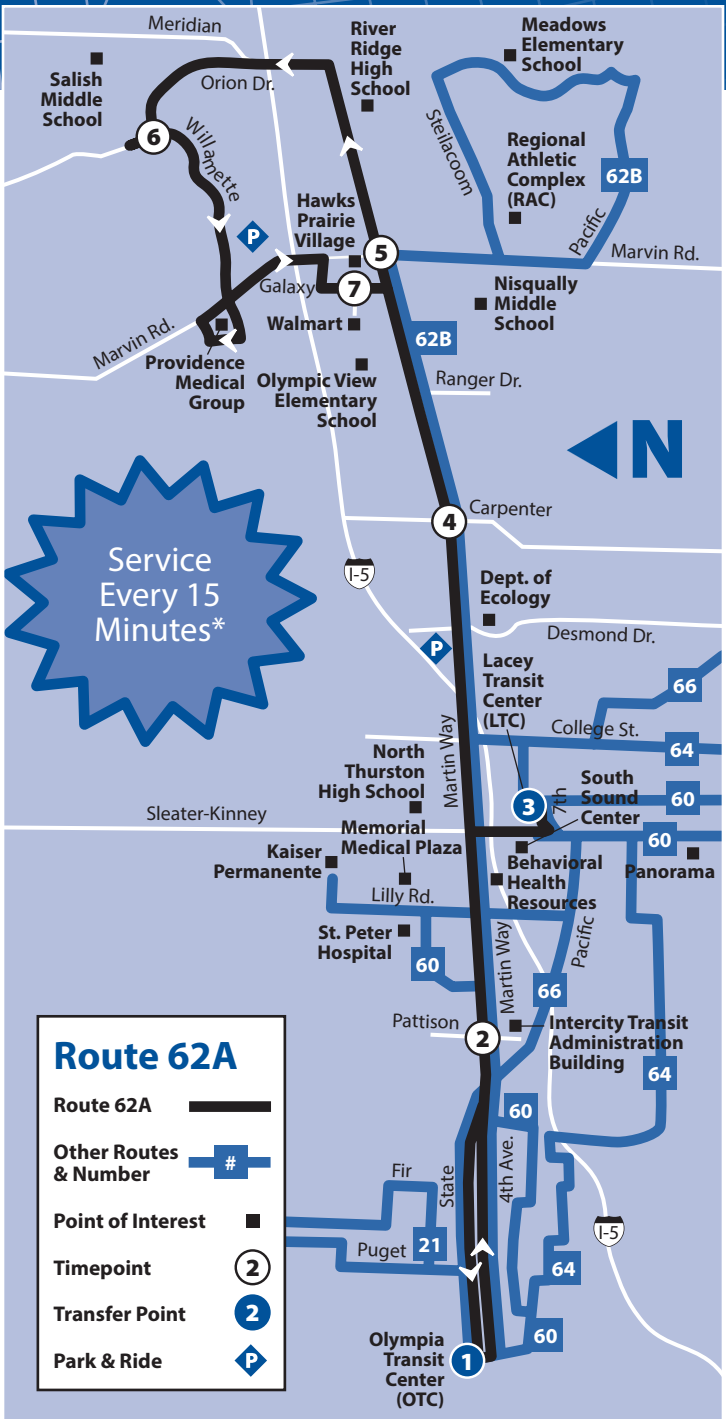 Meridian
Salish
Middle
School
Orion Dr.
River
Ridge
High
School
Meadows
Elementary
School
Steilacoom
Regional
Athletic
Complex
(RAC)
62B
Pacific
Marvin Rd.
6
Willamette
P
Hawks
Prairie
Village
5
Galaxy
7
Nisqually
Middle
School
Walmart
62B
Marvin Rd.
Providence
Medical
Group
Olympic View
Elementary
School
Ranger Dr.
N
Service
Every 15
Minutes*
4
Carpenter
I-5
Dept. of
Ecology
Desmond Dr.
P
Lacey
Transit
Center
(LTC)
66
College St.
64
Martin Way
North
Thurston
High School
3
7th
South
Sound
Center
60
Sleater-Kinney
60
Memorial
Medical Plaza
Kaiser
Permanente
Behavioral
Health
Resources
Panorama
Lilly Rd.
St. Peter
Hospital
60
Martin Way
Pacific
66
Pattison
2
Intercity Transit
Administration
Building
64
60
State
4th Ave.
Fir
21
Puget
I-5
64
60
Olympia
Transit
Center
(OTC)
1
Route 62A
Route 62A
Other Routes
& Number
#
Point of Interest
Timepoint
2
Transfer Point
2
Park & Ride
P